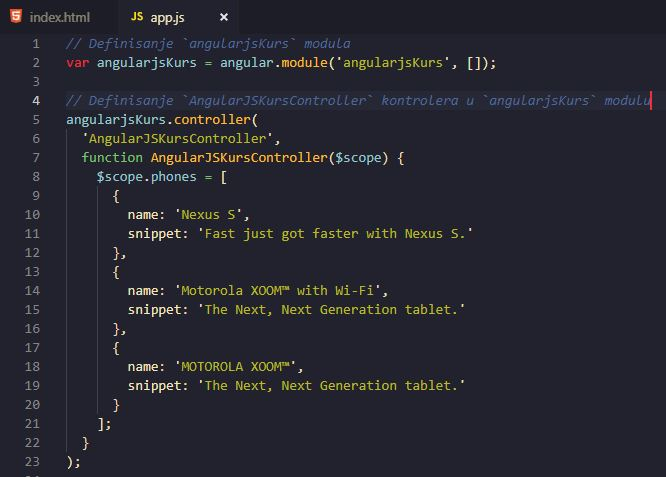 index.html JS app.js ×
1 // Definisanje `angularjsKurs` modula
2 var angularjsKurs = angular.module('angularjsKurs', []);
3
4 // Definisanje `AngularJSKursController` kontrolera u `angularjsKurs` modulu
5 angularjsKurs.controller(
6 'AngularJSKursController',
7 function AngularJSKursController($scope) {
8 $scope.phones = [
9 {
10 name: 'Nexus S',
11 snippet: 'Fast just got faster with Nexus S.'
12 },
13 {
14 name: 'Motorola XOOM™ with Wi-Fi',
15 snippet: 'The Next, Next Generation tablet.'
16 },
17 {
18 name: 'MOTOROLA XOOM™',
19 snippet: 'The Next, Next Generation tablet.'
20 }
21 ];
22 }
23 );